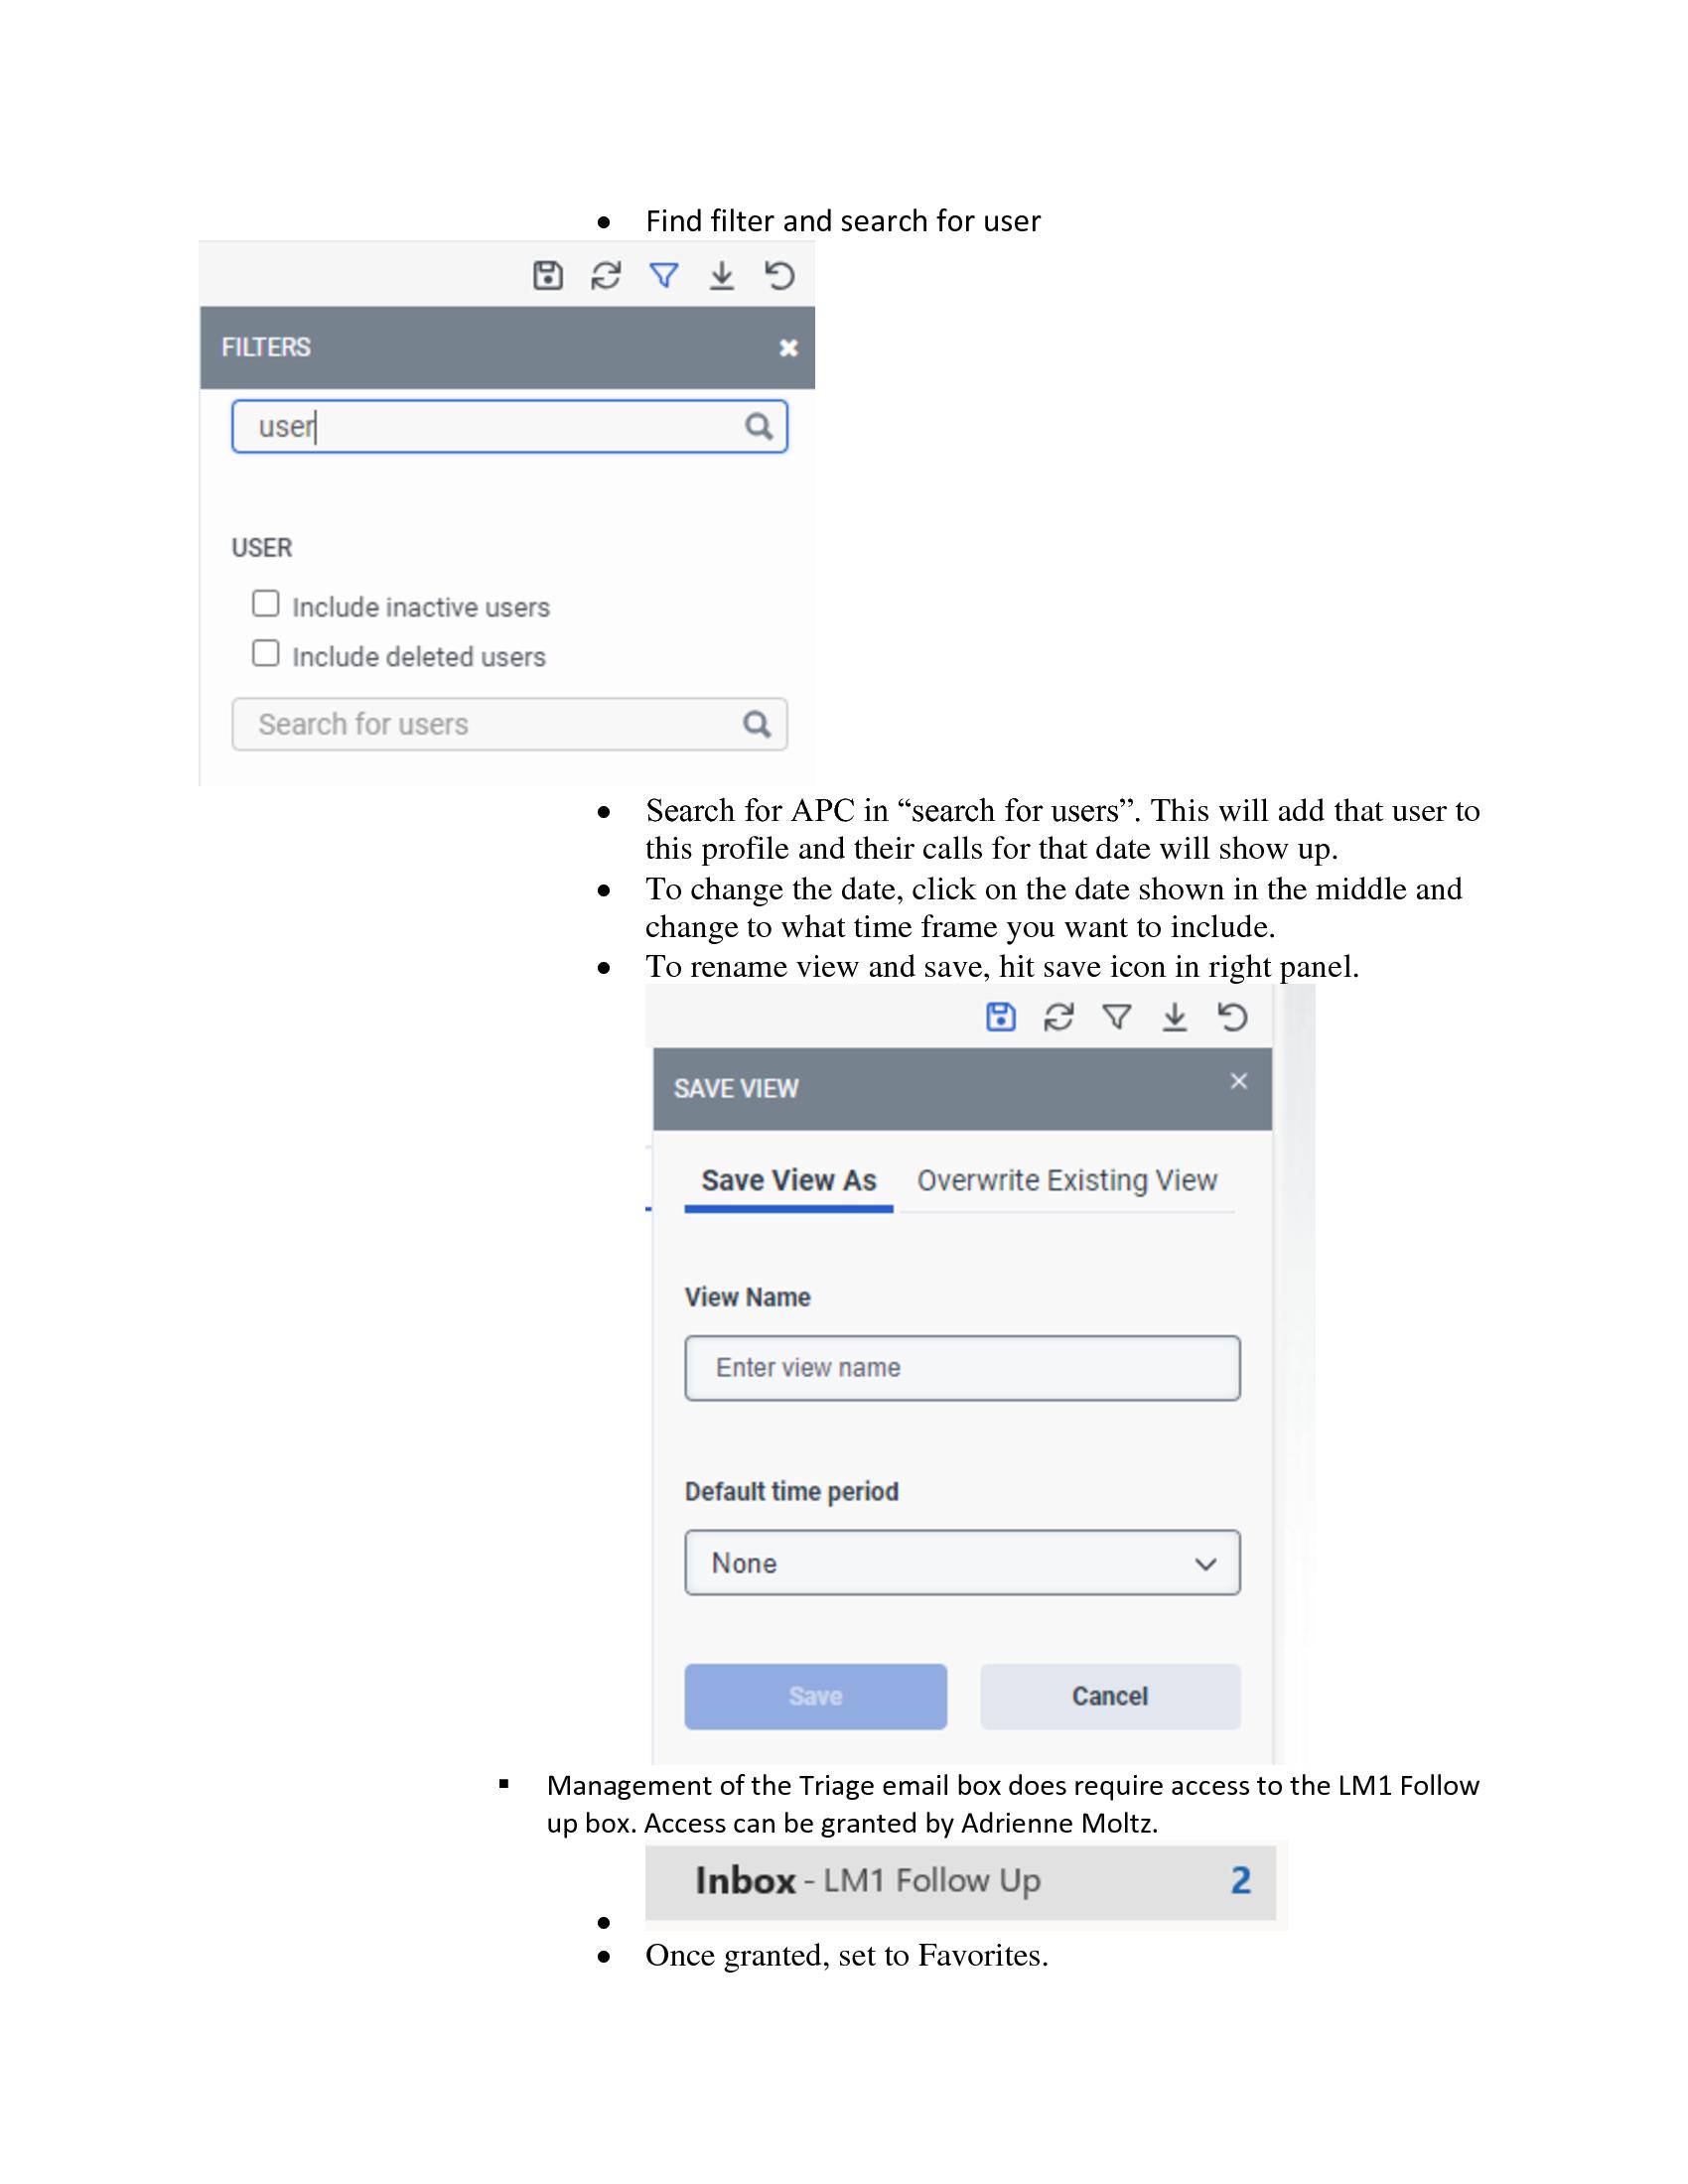 • Find filter and search for user
FILTERS
user
USER
Include inactive users
Include deleted users
Search for users
• Search for APC in “search for users”. This will add that user to
this profile and their calls for that date will show up.
• To change the date, click on the date shown in the middle and
change to what time frame you want to include.
• To rename view and save, hit save icon in right panel.
SAVE VIEW
Save View As Overwrite Existing View
View Name
Enter view name
Default time period
None
Save Cancel
▪ Management of the Triage email box does require access to the LM1 Follow
up box. Access can be granted by Adrienne Moltz.
Inbox - LM1 Follow Up 2
•
• Once granted, set to Favorites.